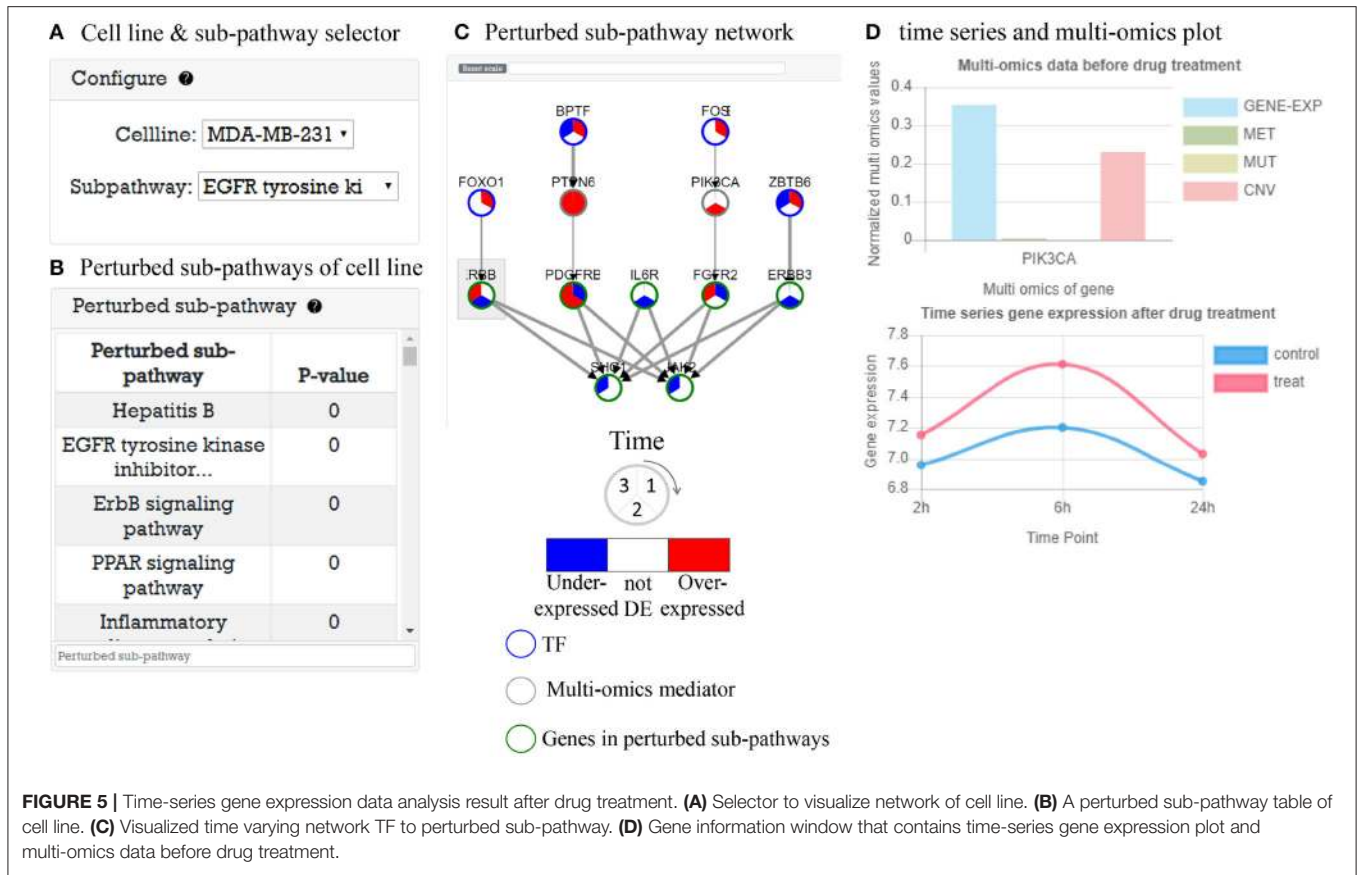 A Cell line & sub-pathway selector
Configure ?
Cellline: MDA-MB-231
Subpathway: EGFR tyrosine ki
B Perturbed sub-pathways of cell line
Perturbed sub-pathway ?
Perturbed sub-pathway P-value
Hepatitis B 0
EGFR tyrosine kinase inhibitor... 0
ErbB signaling pathway 0
PPAR signaling pathway 0
Inflammatory 0
Perturbed sub-pathway
C Perturbed sub-pathway network
Reset scale
BPTF
FOXO1 PTPN6 PIK3CA ZBTB6
PDGFRB IL6R FGFR2 ERBB3
SHC1 JAK2
Time
3 1
2
Under-expressed not DE Over-expressed
TF
Multi-omics mediator
Genes in perturbed sub-pathways
D time series and multi-omics plot
Multi-omics data before drug treatment
Normalized multi omics values
0.4
0.3
0.2
0.1
0
PIK3CA
Multi omics of gene
GENE-EXP
MET
MUT
CNV
Time series gene expression after drug treatment
Gene expression
7.8
7.6
7.4
7.2
7.0
6.8
2h 6h 24h
Time Point
control
treat
FIGURE 5 | Time-series gene expression data analysis result after drug treatment. (A) Selector to visualize network of cell line. (B) A perturbed sub-pathway table of
cell line. (C) Visualized time varying network TF to perturbed sub-pathway. (D) Gene information window that contains time-series gene expression plot and
multi-omics data before drug treatment.